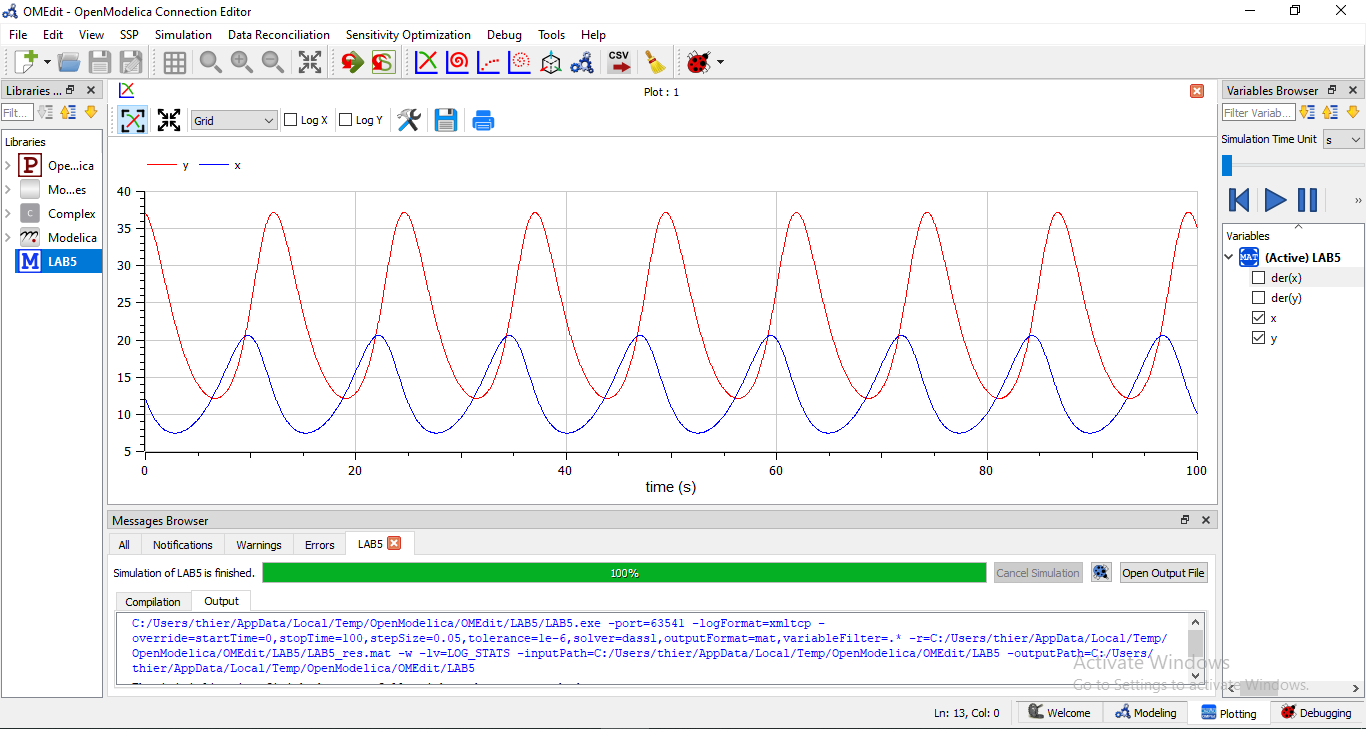 OMEdit - OpenModelica Connection Editor
File Edit View SSP Simulation Data Reconciliation Sensitivity Optimization Debug Tools Help
CSV
Libraries ...
Filt...
Libraries
P Ope...ica
Mo...es
C Complex
Modelica
M LAB5
Plot : 1
Grid
Log X
Log Y
y x
40
35
30
25
20
15
10
5
0 20 40 60 80 100
time (s)
Variables Browser
Filter Variab...
Simulation Time Unit s
Variables
MAT (Active) LAB5
der(x)
der(y)
x
y
Messages Browser
All Notifications Warnings Errors LAB5
Simulation of LAB5 is finished. 100% Cancel Simulation Open Output File
Compilation Output
C:/Users/thier/AppData/Local/Temp/OpenModelica/OMEdit/LAB5/LAB5.exe -port=63541 -logFormat=xmltcp -
override=startTime=0,stopTime=100,stepSize=0.05,tolerance=1e-6,solver=dassl,outputFormat=mat,variableFilter=.* -r=C:/Users/thier/AppData/Local/Temp/
OpenModelica/OMEdit/LAB5/LAB5_res.mat -w -lv=LOG_STATS -inputPath=C:/Users/thier/AppData/Local/Temp/OpenModelica/OMEdit/LAB5 -outputPath=C:/Users/
thier/AppData/Local/Temp/OpenModelica/OMEdit/LAB5
Activate Windows
Go to Settings to activate Windows.
Ln: 13, Col: 0 Welcome Modeling Plotting Debugging